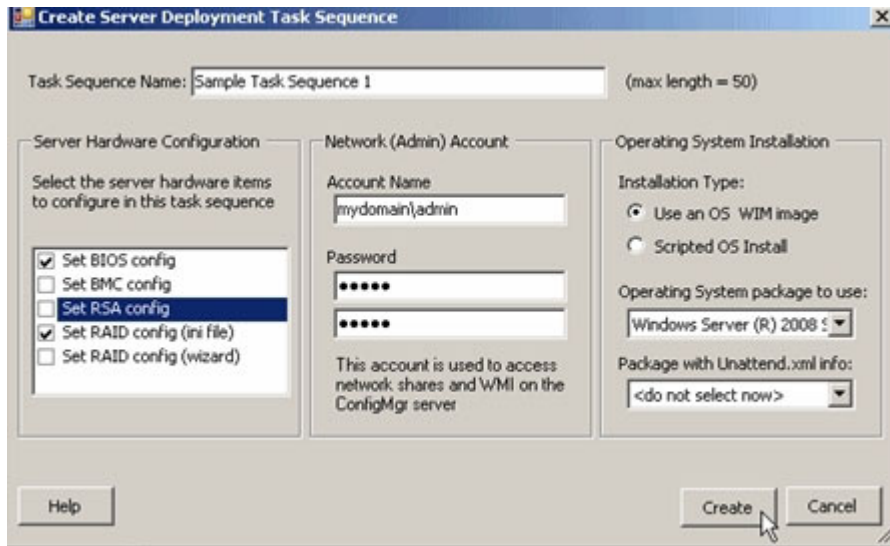 Create Server Deployment Task Sequence
Task Sequence Name: Sample Task Sequence 1 (max length = 50)
Server Hardware Configuration
Select the server hardware items
to configure in this task sequence
Set BIOS config
Set BMC config
Set RSA config
Set RAID config (ini file)
Set RAID config (wizard)
Network (Admin) Account
Account Name
mydomain\admin
Password
•••••
•••••
This account is used to access
network shares and WMI on the
ConfigMgr server
Operating System Installation
Installation Type:
Use an OS WIM image
Scripted OS Install
Operating System package to use:
Windows Server (R) 2008 S
Package with Unattend.xml info:
<do not select now>
Help
Create
Cancel